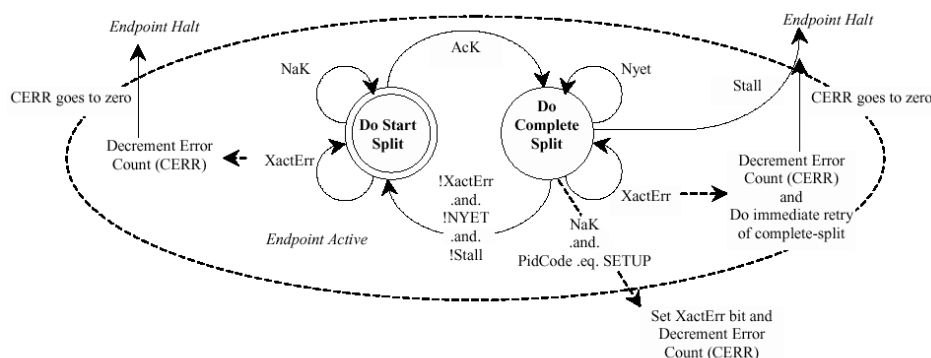 Endpoint Halt
Endpoint Halt
AcK
NaK
Nyet
Stall
CERR goes to zero
CERR goes to zero
Do Start
Split
Do
Complete
Split
Decrement Error
Count (CERR)
XactErr
XactErr
Decrement Error
Count (CERR)
and
Do immediate retry
of complete-split
!XactErr
.and.
!NYET
.and.
!Stall
Endpoint Active
NaK
.and.
PidCode .eq. SETUP
Set XactErr bit and
Decrement Error
Count (CERR)